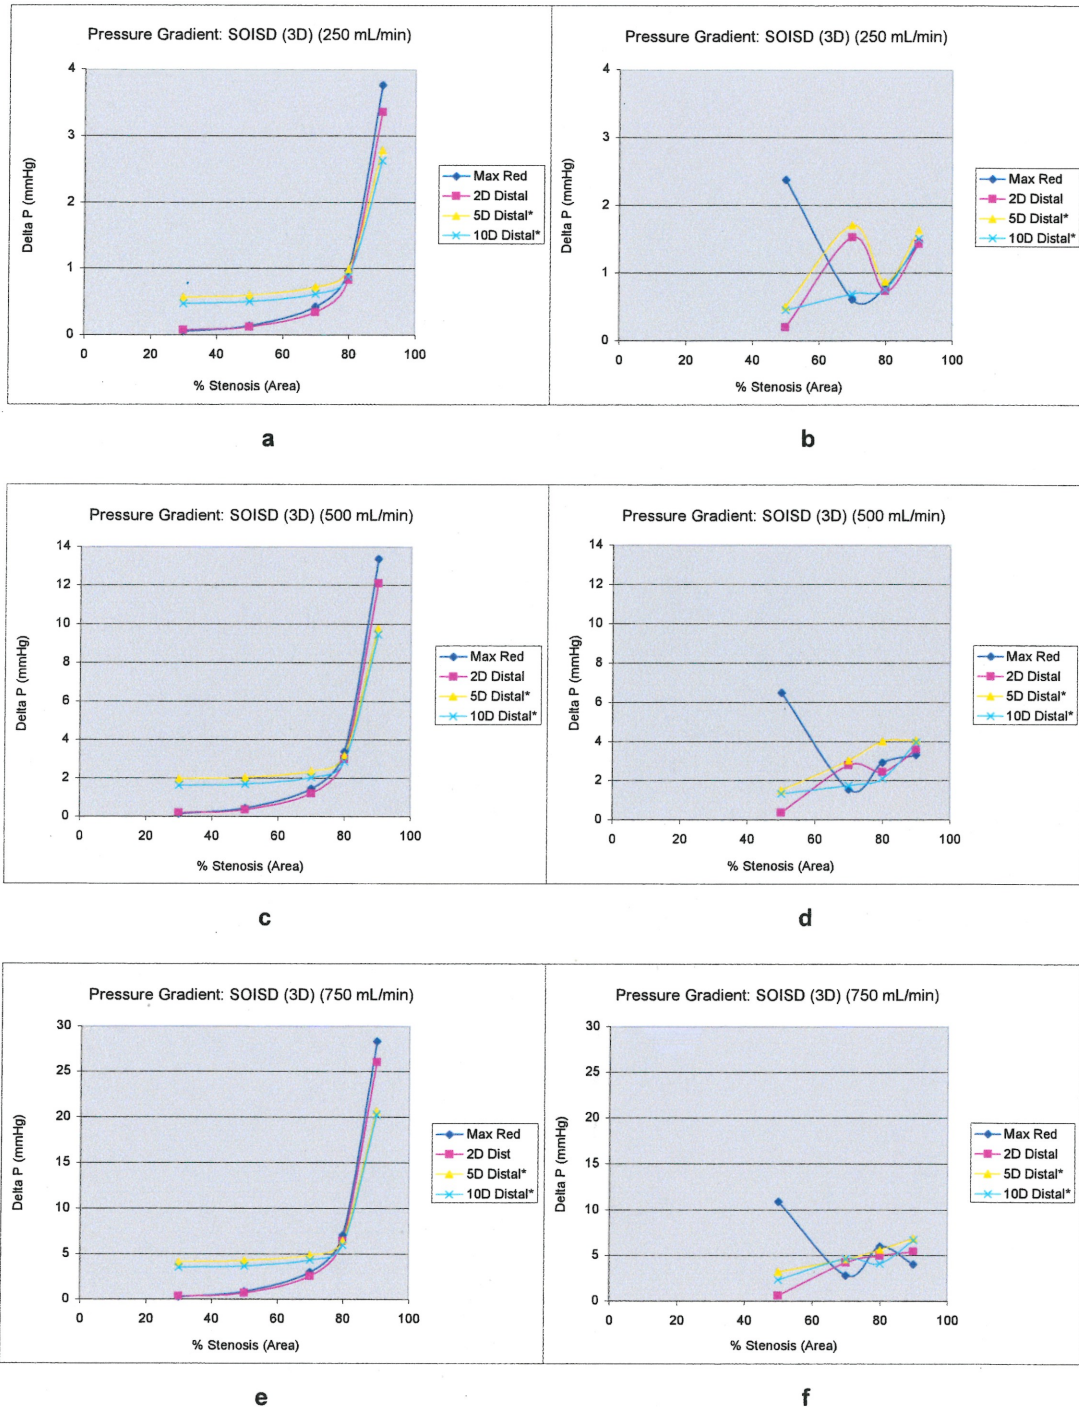 Pressure Gradient: SOISD (3D) (250 mL/min)
4
3
2
1
0
Delta P (mmHg)
0 20 40 60 80 100
% Stenosis (Area)
Max Red
2D Distal
5D Distal*
10D Distal*
a
Pressure Gradient: SOISD (3D) (250 mL/min)
4
3
2
1
0
Delta P (mmHg)
0 20 40 60 80 100
% Stenosis (Area)
Max Red
2D Distal
5D Distal*
10D Distal*
b
Pressure Gradient: SOISD (3D) (500 mL/min)
14
12
10
8
6
4
2
0
Delta P (mmHg)
0 20 40 60 80 100
% Stenosis (Area)
Max Red
2D Distal
5D Distal*
10D Distal*
c
Pressure Gradient: SOISD (3D) (500 mL/min)
14
12
10
8
6
4
2
0
Delta P (mmHg)
0 20 40 60 80 100
% Stenosis (Area)
Max Red
2D Distal
5D Distal*
10D Distal*
d
Pressure Gradient: SOISD (3D) (750 mL/min)
30
25
20
15
10
5
0
Delta P (mmHg)
0 20 40 60 80 100
% Stenosis (Area)
Max Red
2D Dist
5D Distal*
10D Distal*
e
Pressure Gradient: SOISD (3D) (750 mL/min)
30
25
20
15
10
5
0
Delta P (mmHg)
0 20 40 60 80 100
% Stenosis (Area)
Max Red
2D Distal
5D Distal*
10D Distal*
f